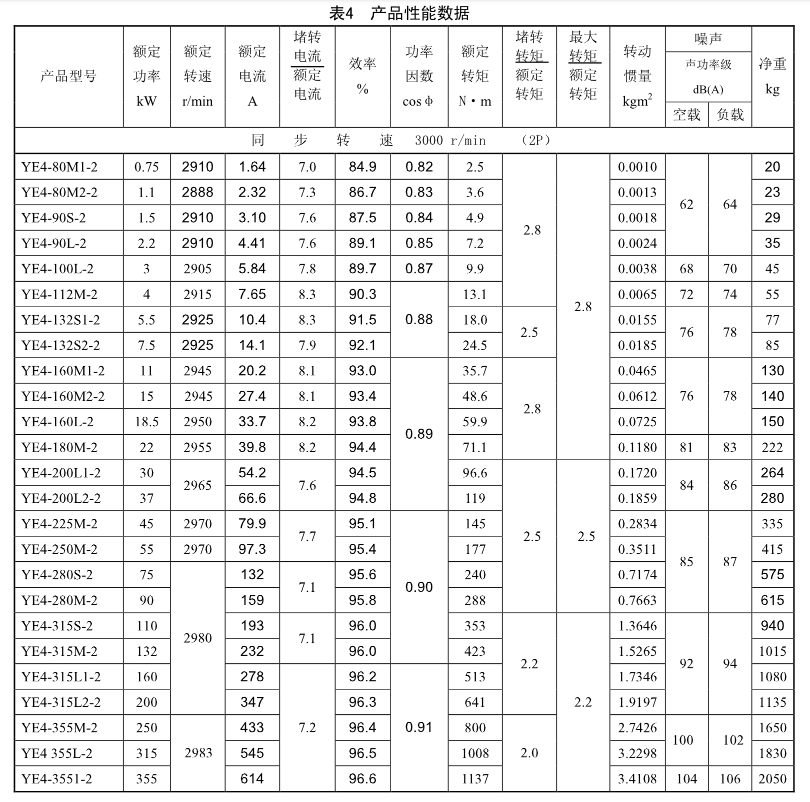 表4 产品性能数据
产品型号 额定功率 kW 额定转速 r/min 额定电流 A 堵转电流/额定电流 效率 % 功率因数 cosφ 额定转矩 N·m 堵转转矩/额定转矩 最大转矩/额定转矩 转动惯量 kgm² 噪声 声功率级 dB(A) 空载 负载 净重 kg
同 步 转 速 3000 r/min (2P)
YE4-80M1-2 0.75 2910 1.64 7.0 84.9 0.82 2.5 2.8 2.8 0.0010 62 64 20
YE4-80M2-2 1.1 2888 2.32 7.3 86.7 0.83 3.6 0.0013 23
YE4-90S-2 1.5 2910 3.10 7.6 87.5 0.84 4.9 0.0018 29
YE4-90L-2 2.2 2910 4.41 7.6 89.1 0.85 7.2 0.0024 35
YE4-100L-2 3 2905 5.84 7.8 89.7 0.87 9.9 0.0038 68 70 45
YE4-112M-2 4 2915 7.65 8.3 90.3 0.88 13.1 0.0065 72 74 55
YE4-132S1-2 5.5 2925 10.4 8.3 91.5 18.0 2.5 0.0155 76 78 77
YE4-132S2-2 7.5 2925 14.1 7.9 92.1 24.5 0.0185 85
YE4-160M1-2 11 2945 20.2 8.1 93.0 0.89 35.7 2.8 0.0465 76 78 130
YE4-160M2-2 15 2945 27.4 8.1 93.4 48.6 0.0612 140
YE4-160L-2 18.5 2950 33.7 8.2 93.8 59.9 0.0725 150
YE4-180M-2 22 2955 39.8 8.2 94.4 71.1 0.1180 81 83 222
YE4-200L1-2 30 2965 54.2 7.6 94.5 96.6 2.5 2.5 0.1720 84 86 264
YE4-200L2-2 37 66.6 94.8 119 0.1859 280
YE4-225M-2 45 2970 79.9 7.7 95.1 0.90 145 0.2834 85 87 335
YE4-250M-2 55 2970 97.3 95.4 177 0.3511 415
YE4-280S-2 75 2980 132 7.1 95.6 240 0.7174 575
YE4-280M-2 90 159 95.8 288 0.7663 615
YE4-315S-2 110 193 7.1 96.0 353 2.2 2.2 1.3646 92 94 940
YE4-315M-2 132 232 96.0 423 1.5265 1015
YE4-315L1-2 160 278 7.2 96.2 0.91 513 1.7346 1080
YE4-315L2-2 200 347 96.3 641 1.9197 1135
YE4-355M-2 250 2983 433 96.4 800 2.0 2.7426 100 102 1650
YE4 355L-2 315 545 96.5 1008 3.2298 1830
YE4-3551-2 355 614 96.6 1137 3.4108 104 106 2050